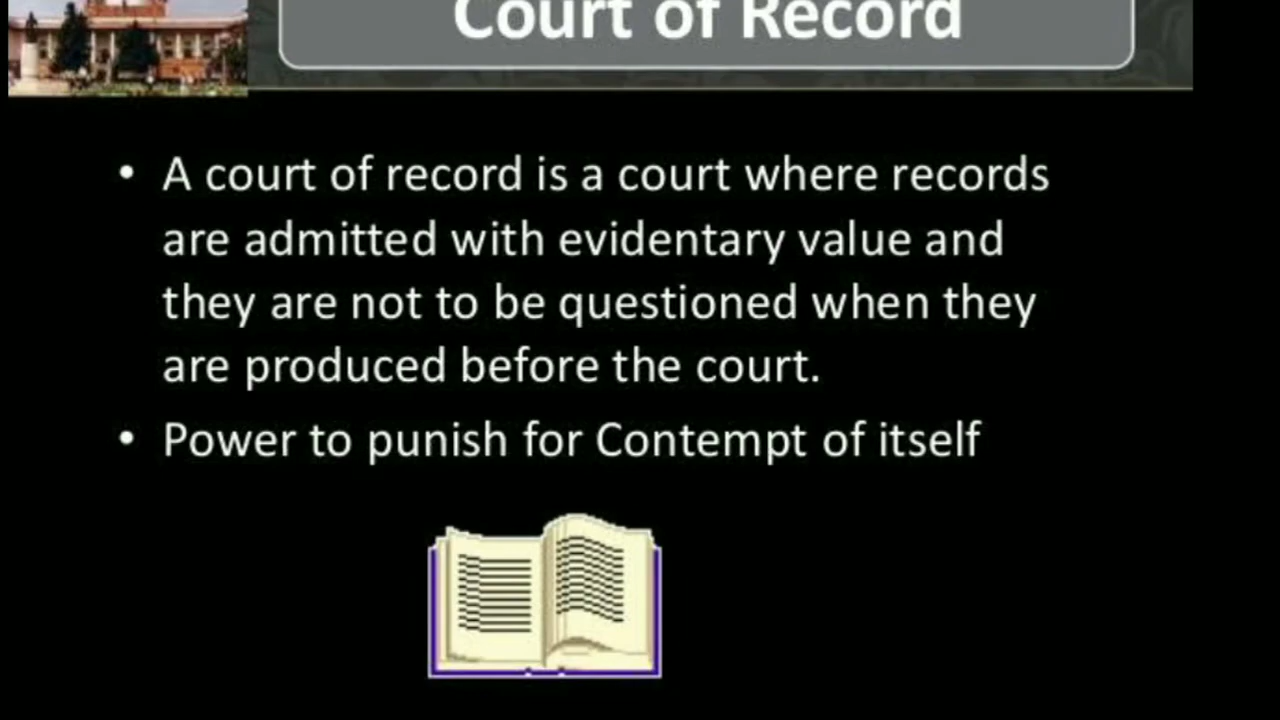 Court of Record
• A court of record is a court where records
are admitted with evidentary value and
they are not to be questioned when they
are produced before the court.
• Power to punish for Contempt of itself